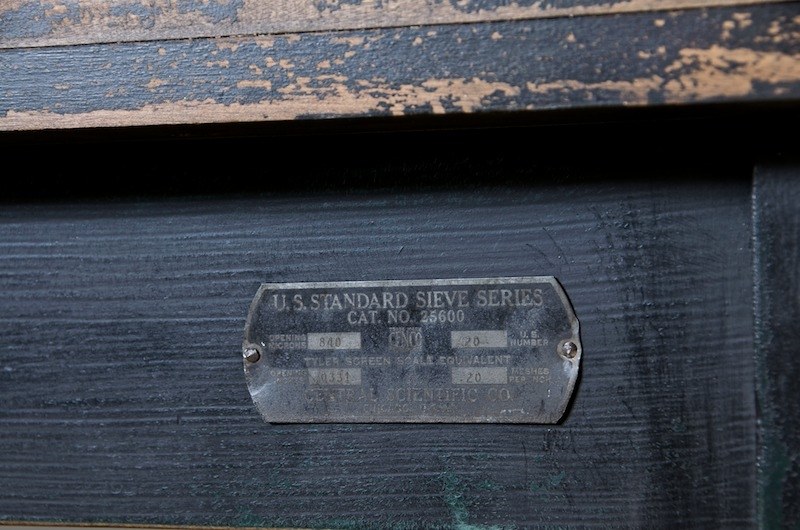 U.S. STANDARD SIEVE SERIES
CAT. NO. 25600
OPENING 840 20 U.S. NUMBER
TYLER SCREEN SCALE EQUIVALENT
.0331 20 MESHES PER INCH
CENTRAL SCIENTIFIC CO.